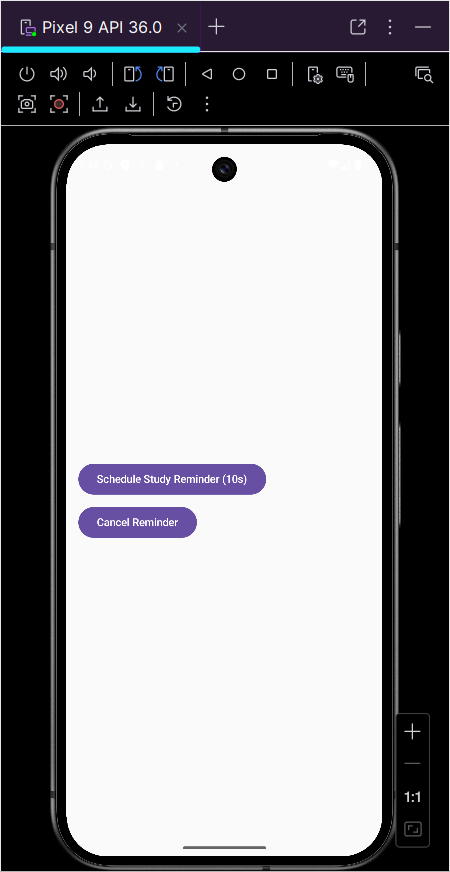 Pixel 9 API 36.0
Schedule Study Reminder (10s)
Cancel Reminder
1:1